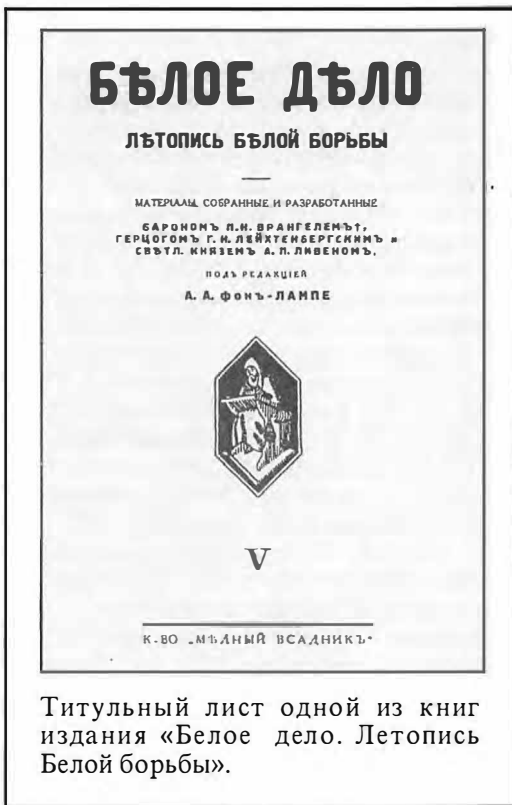 БѢЛОЕ ДѢЛО
ЛѢТОПИСЬ БѢЛОЙ БОРЬБЫ
МАТЕРІАЛЫ, СОБРАННЫЕ И РАЗРАБОТАННЫЕ
БАРОНОМЪ П.Н. ВРАНГЕЛЕМЪ†,
ГЕРЦОГОМЪ Г. Н. ЛЕЙХТЕНБЕРГСКИМЪ и
СВѢТЛ. КНЯЗЕМЪ А. П. ЛИВЕНОМЪ,
ПОДЪ РЕДАКЦІЕЙ
А. А. ФОНЪ-ЛАМПЕ
V
К-ВО „МѢДНЫЙ ВСАДНИКЪ“
Титульный лист одной из книг
издания «Белое дело. Летопись
Белой борьбы».